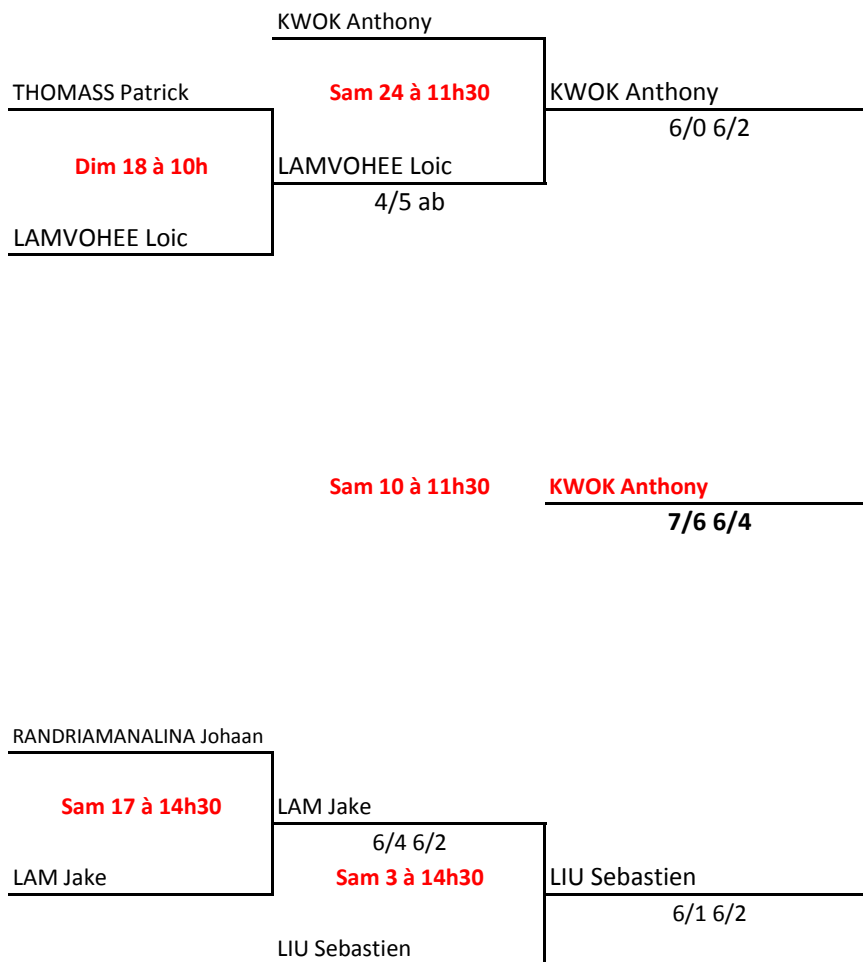 KWOK Anthony
THOMASS Patrick
Sam 24 à 11h30
KWOK Anthony
6/0 6/2
Dim 18 à 10h
LAMVOHEE Loic
4/5 ab
LAMVOHEE Loic
Sam 10 à 11h30
KWOK Anthony
7/6 6/4
RANDRIAMANALINA Johaan
Sam 17 à 14h30
LAM Jake
6/4 6/2
LAM Jake
Sam 3 à 14h30
LIU Sebastien
6/1 6/2
LIU Sebastien